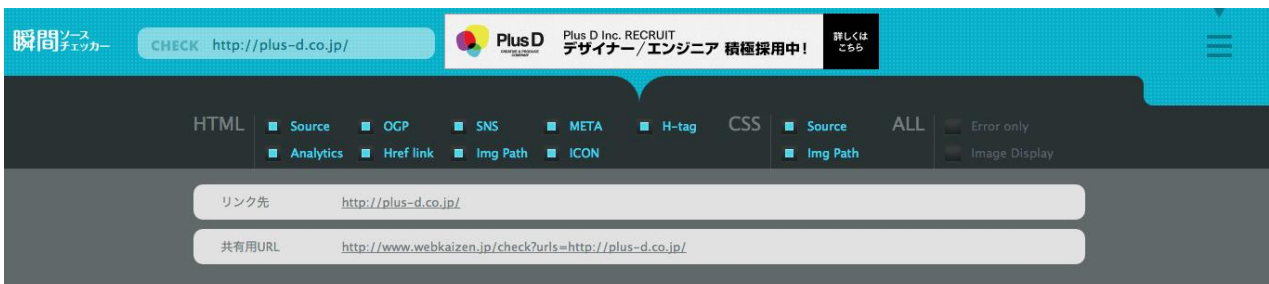 瞬間ソースチェッカー
CHECK http://plus-d.co.jp/
Plus D
Plus D Inc. RECRUIT
デザイナー/エンジニア 積極採用中!
詳しくは
こちら
HTML Source OGP SNS META H-tag CSS Source ALL Error only
Analytics Href link Img Path ICON Img Path Image Display
リンク先 http://plus-d.co.jp/
共有用URL http://www.webkaizen.jp/check?urls=http://plus-d.co.jp/